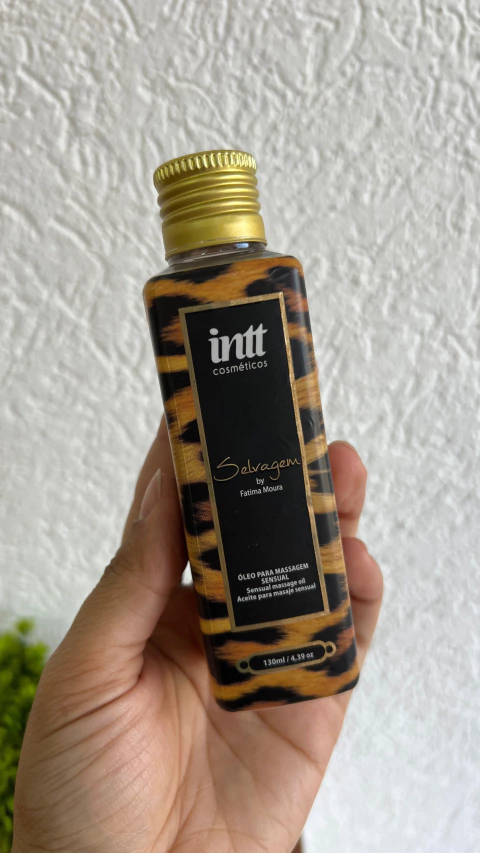 intt
cosméticos
Selvagem
by
Fatima Moura
ÓLEO PARA MASSAGEM
SENSUAL
Sensual massage oil
Aceite para masaje sensual
130ml / 4,39 oz